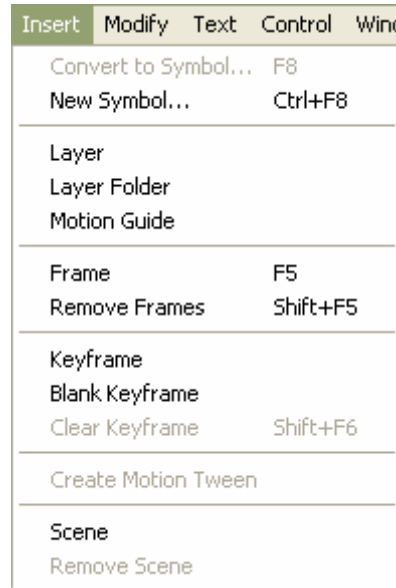 Insert Modify Text Control
Convert to Symbol... F8
New Symbol... Ctrl+F8
Layer
Layer Folder
Motion Guide
Frame F5
Remove Frames Shift+F5
Keyframe
Blank Keyframe
Clear Keyframe Shift+F6
Create Motion Tween
Scene
Remove Scene